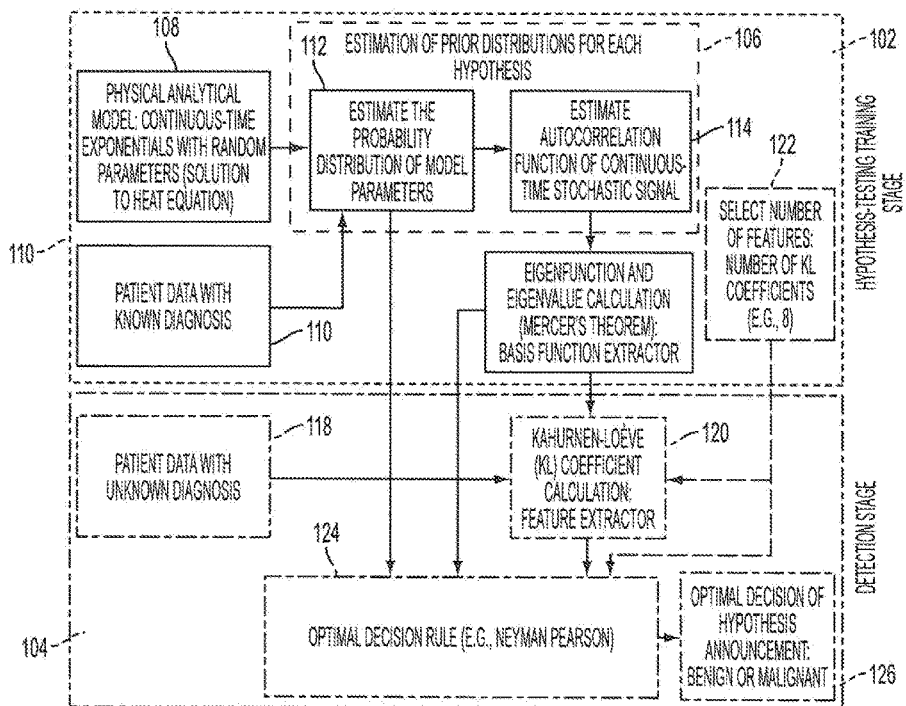 108
PHYSICAL ANALYTICAL
MODEL: CONTINUOUS-TIME
EXPONENTIALS WITH RANDOM
PARAMETERS (SOLUTION
TO HEAT EQUATION)
ESTIMATION OF PRIOR DISTRIBUTIONS FOR EACH
HYPOTHESIS
106
102
112
ESTIMATE THE
PROBABILITY
DISTRIBUTION OF MODEL
PARAMETERS
ESTIMATE
AUTOCORRELATION
FUNCTION OF CONTINUOUS-
TIME STOCHASTIC SIGNAL
114
122
SELECT NUMBER
OF FEATURES:
NUMBER OF KL
COEFFICIENTS
(E.G., 8)
HYPOTHESIS-TESTING TRAINING
STAGE
110
PATIENT DATA WITH
KNOWN DIAGNOSIS
110
EIGENFUNCTION AND
EIGENVALUE CALCULATION
(MERCER'S THEOREM):
BASIS FUNCTION EXTRACTOR
118
PATIENT DATA WITH
UNKNOWN DIAGNOSIS
KAHURNEN-LOÈVE
(KL) COEFFICIENT
CALCULATION:
FEATURE EXTRACTOR
120
DETECTION STAGE
124
OPTIMAL DECISION RULE (E.G., NEYMAN PEARSON)
OPTIMAL DECISION OF
HYPOTHESIS
ANNOUNCEMENT:
BENIGN OR MALIGNANT
104
126